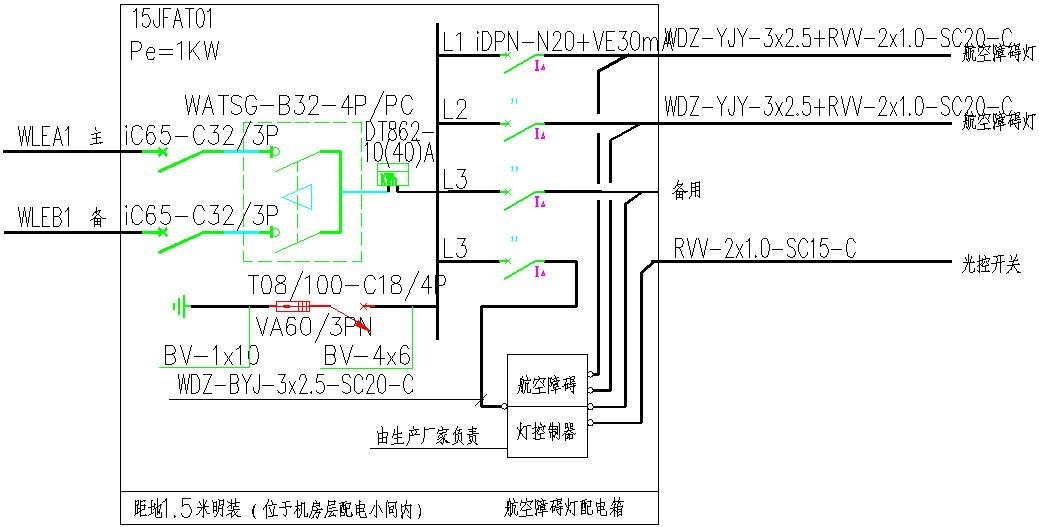 15JFAT01
Pe=1KW
L1 iDPN-N20+VE30mA
WDZ-YJY-3x2.5+RVV-2x1.0-SC20-C
航空障碍灯
WATSG-B32-4P/PC
L2
"
WDZ-YJY-3x2.5+RVV-2x1.0-SC20-C
航空障碍灯
WLEA1 主
iC65-C32/3P
DT862-
10(40)A
KWh
L3
"
备用
WLEB1 备
iC65-C32/3P
L3
"
RVV-2x1.0-SC15-C
光控开关
T08/100-C18/4P
VA60/3PN
BV-1x10
BV-4x6
WDZ-BYJ-3x2.5-SC20-C
航空障碍
灯控制器
由生产厂家负责
距地1.5米明装（位于机房层配电小间内）
航空障碍灯配电箱